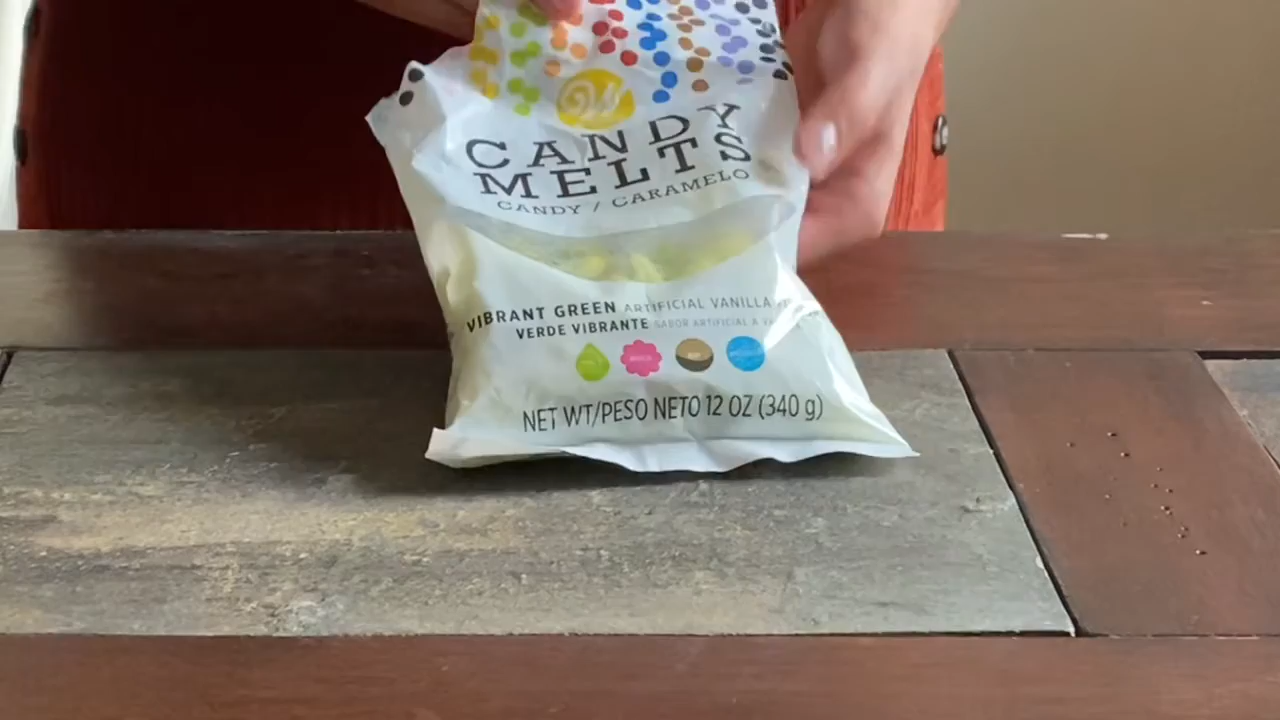 CANDY
MELTS
CANDY / CARAMELO
VIBRANT GREEN ARTIFICIAL VANILLA
VERDE VIBRANTE SABOR ARTIFICIAL A
NET WT/PESO NETO 12 OZ (340 g)